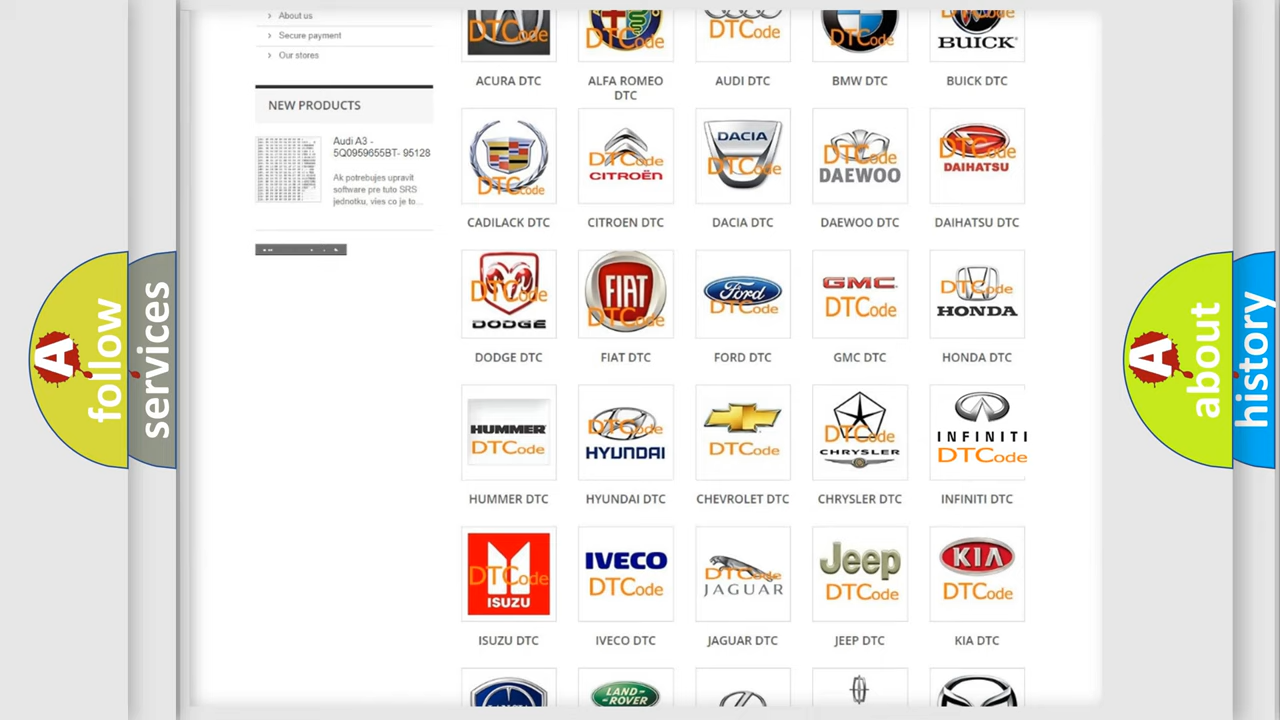 About us
Secure payment
Our stores
NEW PRODUCTS
Audi A3 -
5Q0959655BT- 95128
Ak potrebujes upravit
software pre tuto SRS
jednotku, vies co je to...
DTCode DTCode DTCode DTCode BUICK
ACURA DTC ALFA ROMEO DTC AUDI DTC BMW DTC BUICK DTC
DTCode DTCode CITROËN DACIA DTCode DTCode DAEWOO DTCode DAIHATSU
CADILACK DTC CITROEN DTC DACIA DTC DAEWOO DTC DAIHATSU DTC
DTCode DODGE FIAT DTCode Ford DTCode GMC DTCode DTCode HONDA
DODGE DTC FIAT DTC FORD DTC GMC DTC HONDA DTC
HUMMER DTCode DTCode HYUNDAI DTCode DTCode CHRYSLER INFINITI DTCode
HUMMER DTC HYUNDAI DTC CHEVROLET DTC CHRYSLER DTC INFINITI DTC
DTCode ISUZU IVECO DTCode DTCode JAGUAR Jeep DTCode KIA DTCode
ISUZU DTC IVECO DTC JAGUAR DTC JEEP DTC KIA DTC
LAND-
ROVER
A follow
services
A about
history